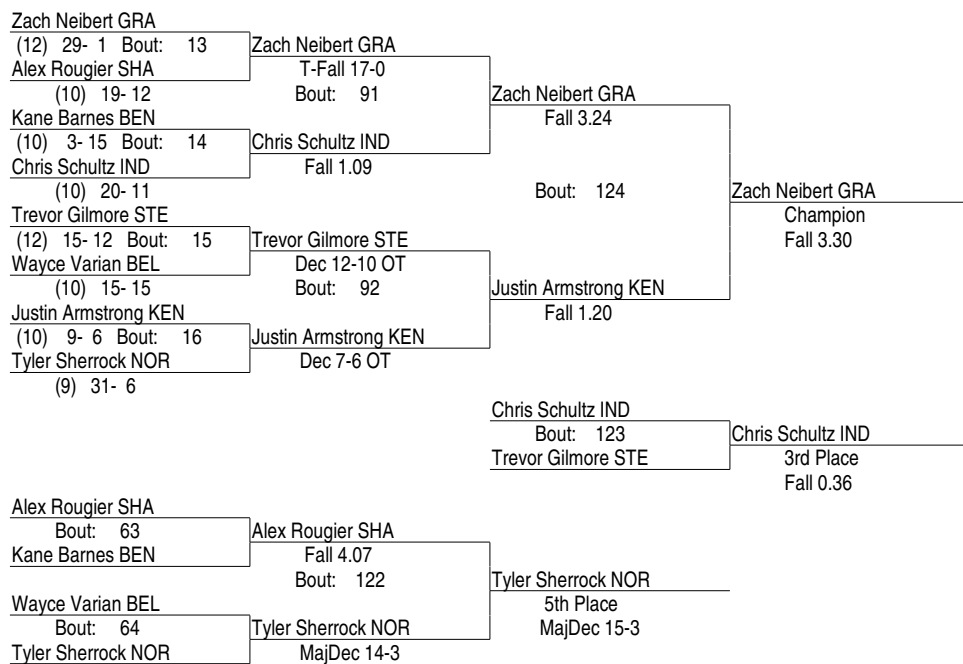 Zach Neibert GRA
(12) 29- 1 Bout: 13 Zach Neibert GRA
Alex Rougier SHA T-Fall 17-0
(10) 19- 12 Bout: 91 Zach Neibert GRA
Kane Barnes BEN Fall 3.24
(10) 3- 15 Bout: 14 Chris Schultz IND
Chris Schultz IND Fall 1.09
(10) 20- 11 Bout: 124 Zach Neibert GRA
Trevor Gilmore STE Champion
(12) 15- 12 Bout: 15 Trevor Gilmore STE Fall 3.30
Wayce Varian BEL Dec 12-10 OT
(10) 15- 15 Bout: 92 Justin Armstrong KEN
Justin Armstrong KEN Fall 1.20
(10) 9- 6 Bout: 16 Justin Armstrong KEN
Tyler Sherrock NOR Dec 7-6 OT
(9) 31- 6
Chris Schultz IND
Bout: 123 Chris Schultz IND
Trevor Gilmore STE 3rd Place
Fall 0.36
Alex Rougier SHA
Bout: 63 Alex Rougier SHA
Kane Barnes BEN Fall 4.07
Bout: 122 Tyler Sherrock NOR
Wayce Varian BEL 5th Place
Bout: 64 Tyler Sherrock NOR MajDec 15-3
Tyler Sherrock NOR MajDec 14-3